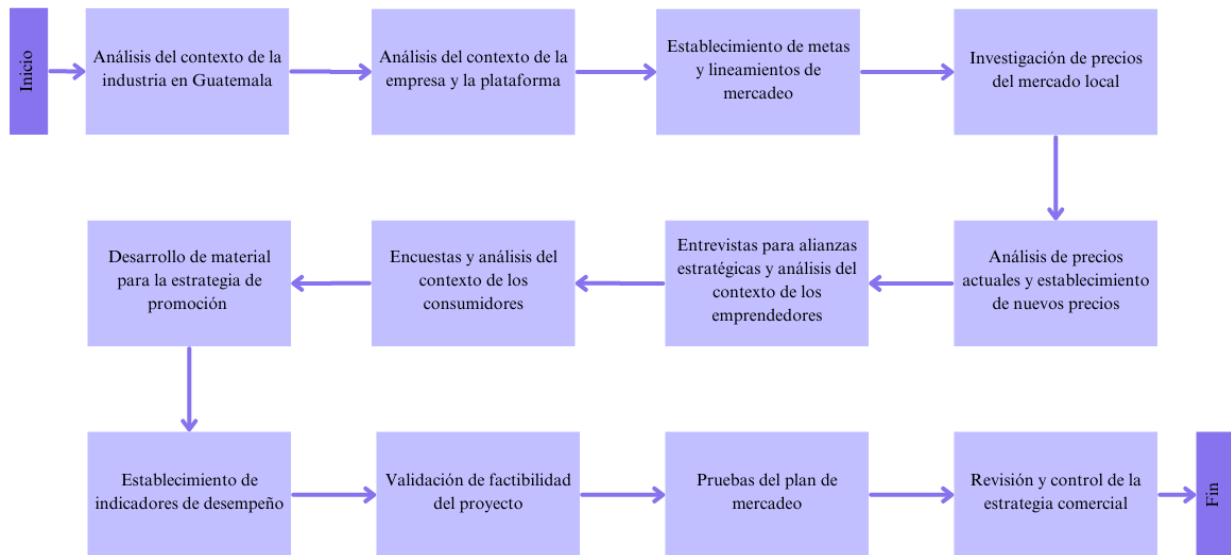 Inicio
Análisis del contexto de la
industria en Guatemala
Análisis del contexto de la
empresa y la plataforma
Establecimiento de metas
y lineamientos de
mercadeo
Investigación de precios
del mercado local
Análisis de precios
actuales y establecimiento
de nuevos precios
Entrevistas para alianzas
estratégicas y análisis del
contexto de los
emprendedores
Encuestas y análisis del
contexto de los
consumidores
Desarrollo de material
para la estrategia de
promoción
Establecimiento de
indicadores de desempeño
Validación de factibilidad
del proyecto
Pruebas del plan de
mercadeo
Revisión y control de la
estrategia comercial
Fin